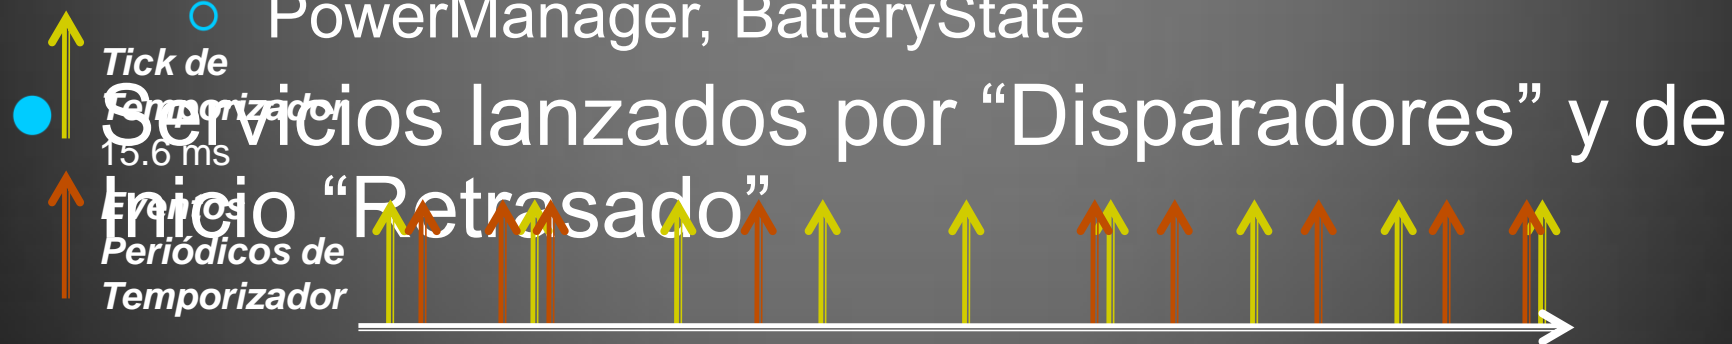 PowerManager, BatteryState
Tick de
Temporizador
Servicios lanzados por “Disparadores” y de
15.6 ms
Inicio “Retrasado”
Eventos
Periódicos de
Temporizador